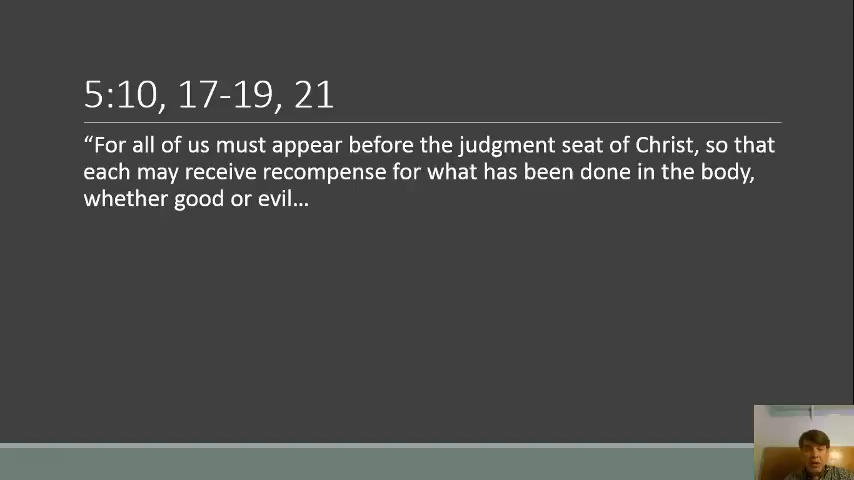 5:10, 17-19, 21
“For all of us must appear before the judgment seat of Christ, so that
each may receive recompense for what has been done in the body,
whether good or evil…